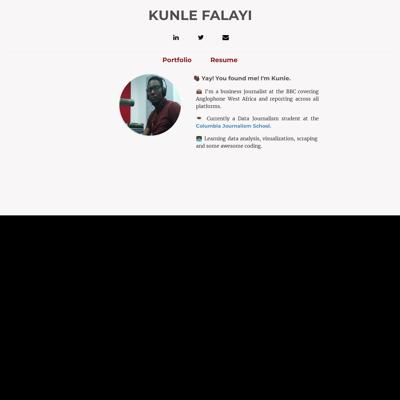 KUNLE FALAYI
Portfolio Resume
Yay! You found me! I'm Kunle.
I'm a business journalist at the BBC covering
Anglophone West Africa and reporting across all
platforms.
Currently a Data Journalism student at the
Columbia Journalism School.
Learning data analysis, visualization, scraping
and some awesome coding.